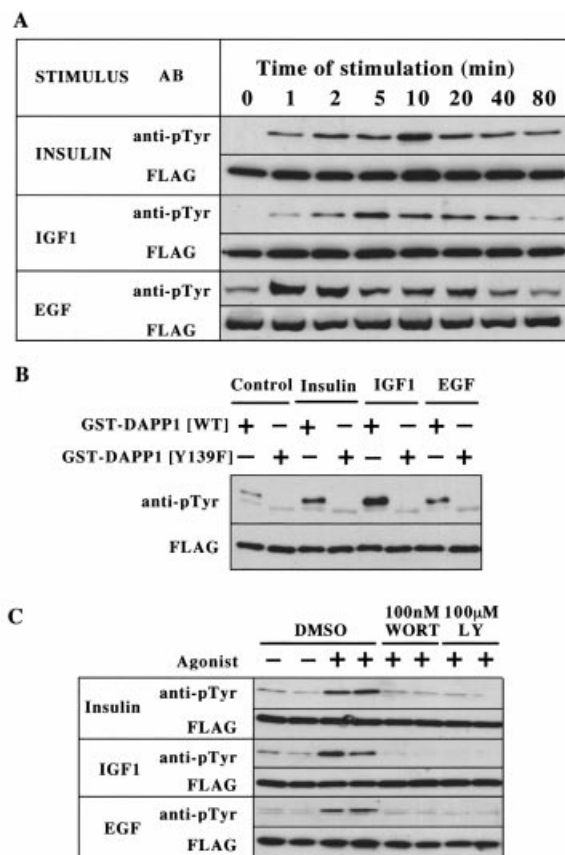 A
STIMULUS AB Time of stimulation (min)
0 1 2 5 10 20 40 80
INSULIN anti-pTyr
FLAG
IGF1 anti-pTyr
FLAG
EGF anti-pTyr
FLAG
B
Control Insulin IGF1 EGF
GST-DAPP1 [WT] + − + − + − + −
GST-DAPP1 [Y139F] − + − + − + − +
anti-pTyr
FLAG
C
DMSO 100nM WORT 100µM LY
Agonist − − + + + + + +
Insulin anti-pTyr
FLAG
IGF1 anti-pTyr
FLAG
EGF anti-pTyr
FLAG